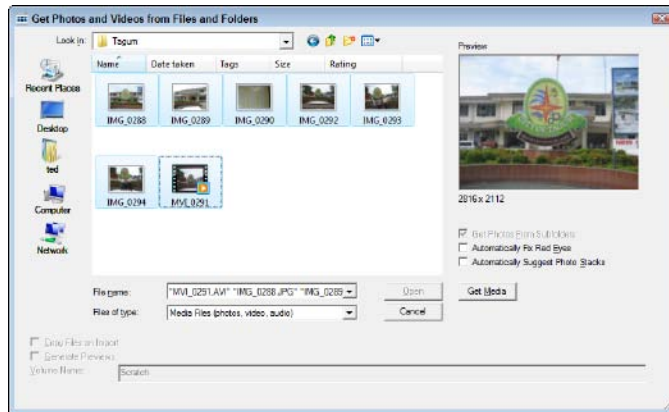 Get Photos and Videos from Files and Folders
Look in: Tagum
Preview
Name Date taken Tags Size Rating
Recent Places
IMG_0288 IMG_0289 IMG_0290 IMG_0292 IMG_0293
Desktop
ted
2816 x 2112
IMG_0294 MVI_0291
Computer
Get Photos From Subfolders
Automatically Fix Red Eyes
Network
Automatically Suggest Photo Stacks
File name: "MVI_0291.AVI" "IMG_0288.JPG" "IMG_0289 Open Get Media
Files of type: Media Files (photos, video, audio) Cancel
Copy Files on Import
Generate Previews
Volume Name: Scratch